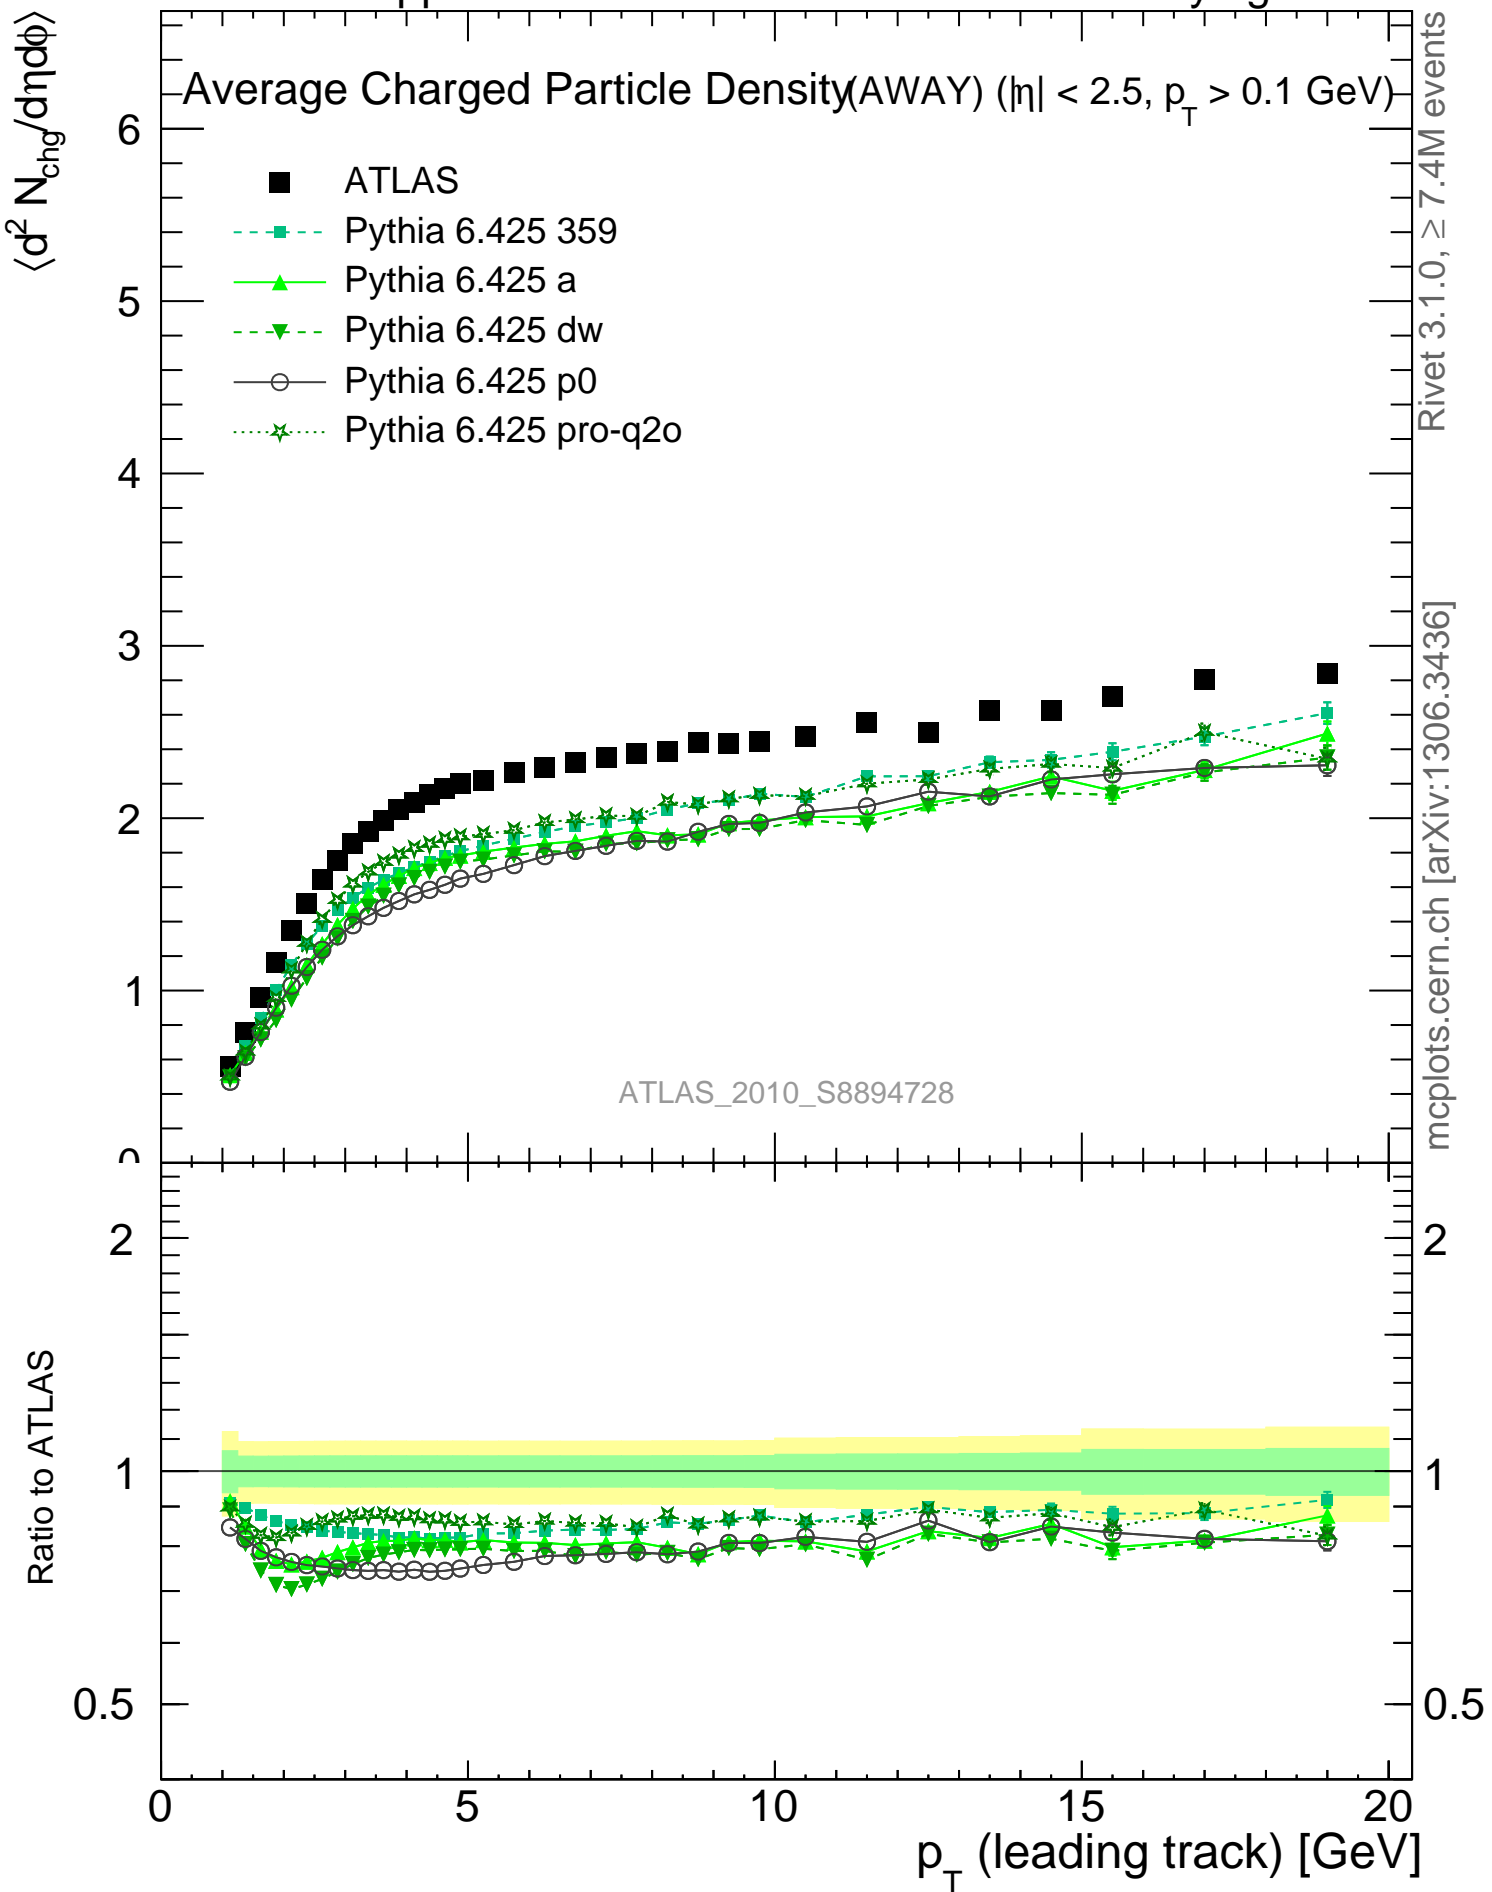 Average Charged Particle Density (AWAY) (|η| < 2.5, p_T > 0.1 GeV)
⟨d² N_chg/dηdϕ⟩
ATLAS
Pythia 6.425 359
Pythia 6.425 a
Pythia 6.425 dw
Pythia 6.425 p0
Pythia 6.425 pro-q2o
6
5
4
3
2
1
0
ATLAS_2010_S8894728
Rivet 3.1.0, ≥ 7.4M events
mcplots.cern.ch [arXiv:1306.3436]
Ratio to ATLAS
2 2
1 1
0.5 0.5
0 5 10 15 20
p_T (leading track) [GeV]